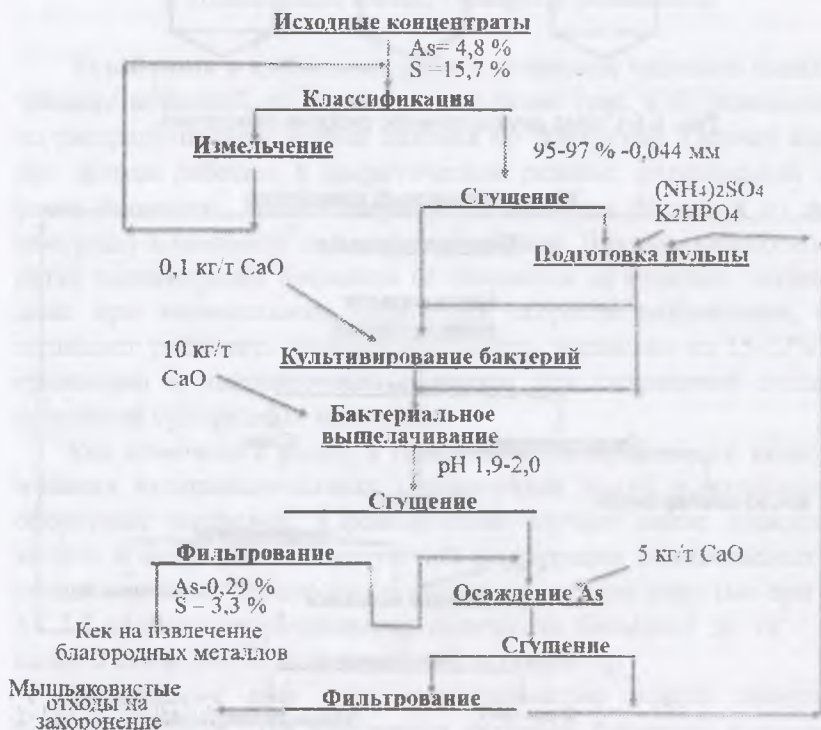 Исходные концентраты
As= 4,8 %
S =15,7 %
Классификация
Измельчение
95-97 % -0,044 мм
Сгущение
(NH4)2SO4
K2HPO4
Подготовка пульпы
0,1 кг/т CaO
10 кг/т
CaO
Культивирование бактерий
Бактериальное
выщелачивание
pH 1,9-2,0
Сгущение
Фильтрование
5 кг/т CaO
As-0,29 %
S – 3,3 %
Осаждение As
Кек на извлечение
благородных металлов
Сгущение
Мышьяковистые
отходы на
захоронение
Фильтрование